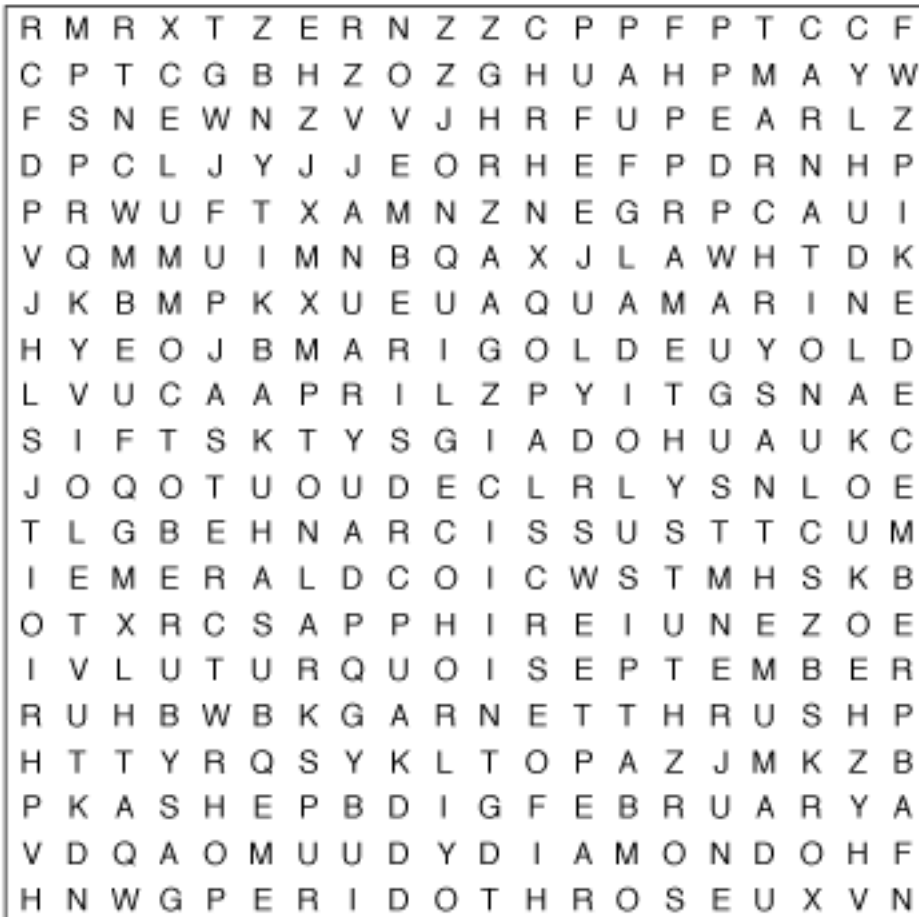 R M R X T Z E R N Z Z C P P F P T C C F
C P T C G B H Z O Z G H U A H P M A Y W
F S N E W N Z V V J H R F U P E A R L Z
D P C L J Y J J E O R H E F P D R N H P
P R W U F T X A M N Z N E G R P C A U I
V Q M M U I M N B Q A X J L A W H T D K
J K B M P K X U E U A Q U A M A R I N E
H Y E O J B M A R I G O L D E U Y O L D
L V U C A A P R I L Z P Y I T G S N A E
S I F T S K T Y S G I A D O H U A U K C
J O Q O T U O U D E C L R L Y S N L O E
T L G B E H N A R C I S S U S T T C U M
I E M E R A L D C O I C W S T M H S K B
O T X R C S A P P H I R E I U N E Z O E
I V L U T U R Q U O I S E P T E M B E R
R U H B W B K G A R N E T T H R U S H P
H T T Y R Q S Y K L T O P A Z J M K Z B
P K A S H E P B D I G F E B R U A R Y A
V D Q A O M U U D Y D I A M O N D O H F
H N W G P E R I D O T H R O S E U X V N